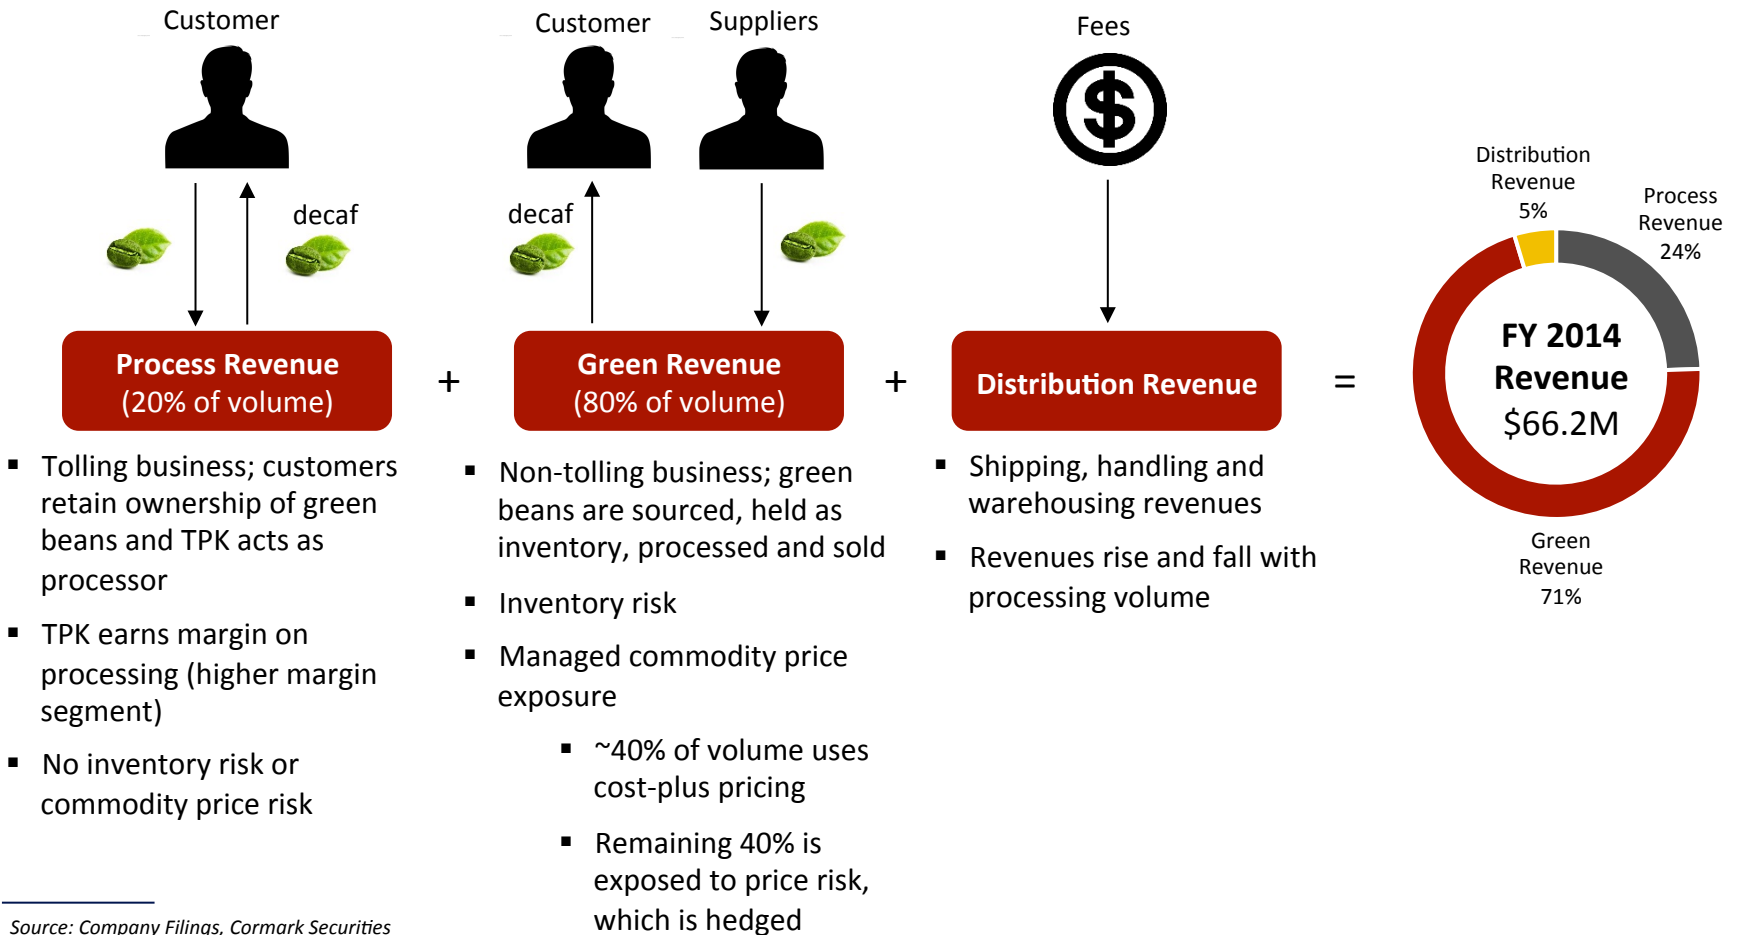 Customer
decaf
Process Revenue
(20% of volume)
Tolling business; customers
retain ownership of green
beans and TPK acts as
processor
TPK earns margin on
processing (higher margin
segment)
No inventory risk or
commodity price risk
+
Customer
Suppliers
decaf
Green Revenue
(80% of volume)
Non-tolling business; green
beans are sourced, held as
inventory, processed and sold
Inventory risk
Managed commodity price
exposure
~40% of volume uses
cost-plus pricing
Remaining 40% is
exposed to price risk,
which is hedged
+
Fees
$
Distribution Revenue
Shipping, handling and
warehousing revenues
Revenues rise and fall with
processing volume
=
Distribution
Revenue
5%
Process
Revenue
24%
FY 2014
Revenue
$66.2M
Green
Revenue
71%
Source: Company Filings, Cormark Securities